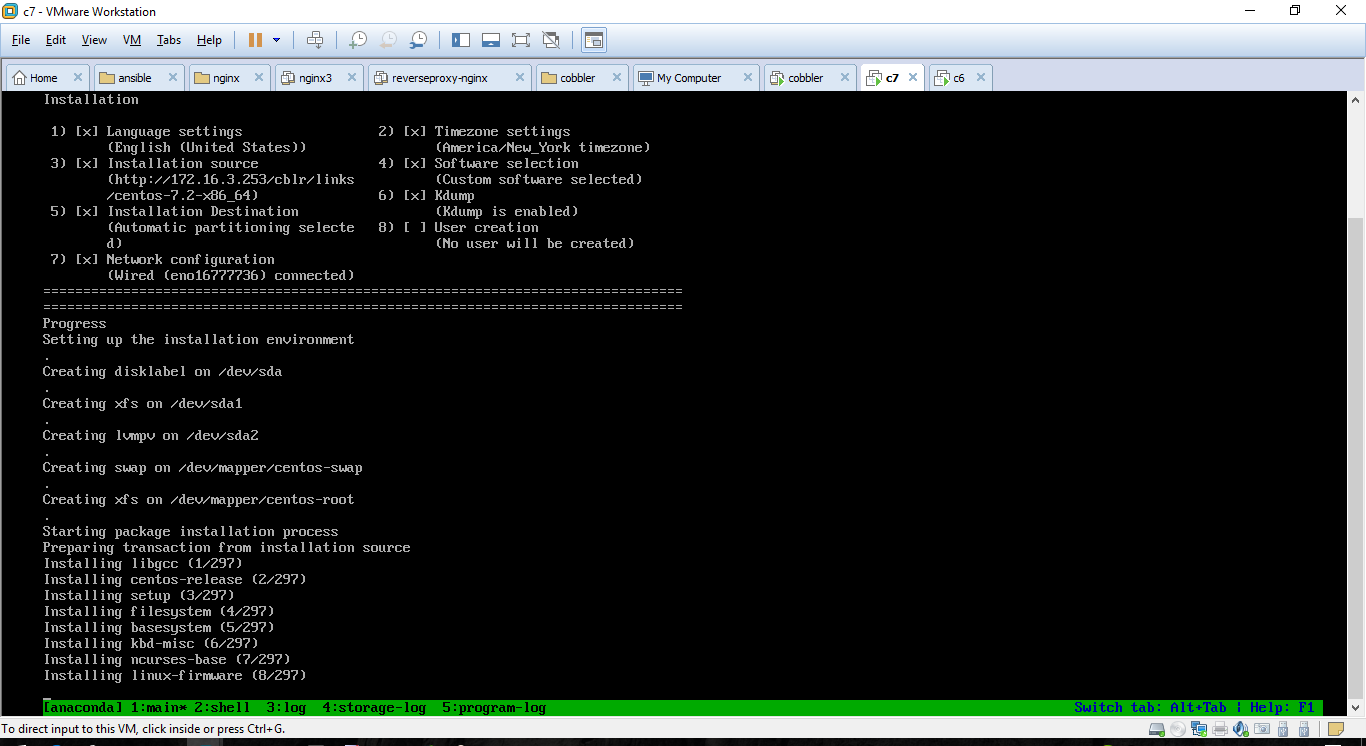 c7 - VMware Workstation
File Edit View VM Tabs Help
Home ansible nginx nginx3 reverseproxy-nginx cobbler My Computer cobbler c7 c6
Installation
1) [x] Language settings 2) [x] Timezone settings
(English (United States)) (America/New_York timezone)
3) [x] Installation source 4) [x] Software selection
(http://172.16.3.253/cblr/links (Custom software selected)
/centos-7.2-x86_64) 6) [x] Kdump
5) [x] Installation Destination (Kdump is enabled)
(Automatic partitioning selecte 8) [ ] User creation
d) (No user will be created)
7) [x] Network configuration
(Wired (eno16777736) connected)
================================================================================
================================================================================
Progress
Setting up the installation environment
.
Creating disklabel on /dev/sda
.
Creating xfs on /dev/sda1
.
Creating lvmpv on /dev/sda2
.
Creating swap on /dev/mapper/centos-swap
.
Creating xfs on /dev/mapper/centos-root
.
Starting package installation process
Preparing transaction from installation source
Installing libgcc (1/297)
Installing centos-release (2/297)
Installing setup (3/297)
Installing filesystem (4/297)
Installing basesystem (5/297)
Installing kbd-misc (6/297)
Installing ncurses-base (7/297)
Installing linux-firmware (8/297)
[anaconda] 1:main* 2:shell 3:log 4:storage-log 5:program-log Switch tab: Alt+Tab | Help: F1
To direct input to this VM, click inside or press Ctrl+G.